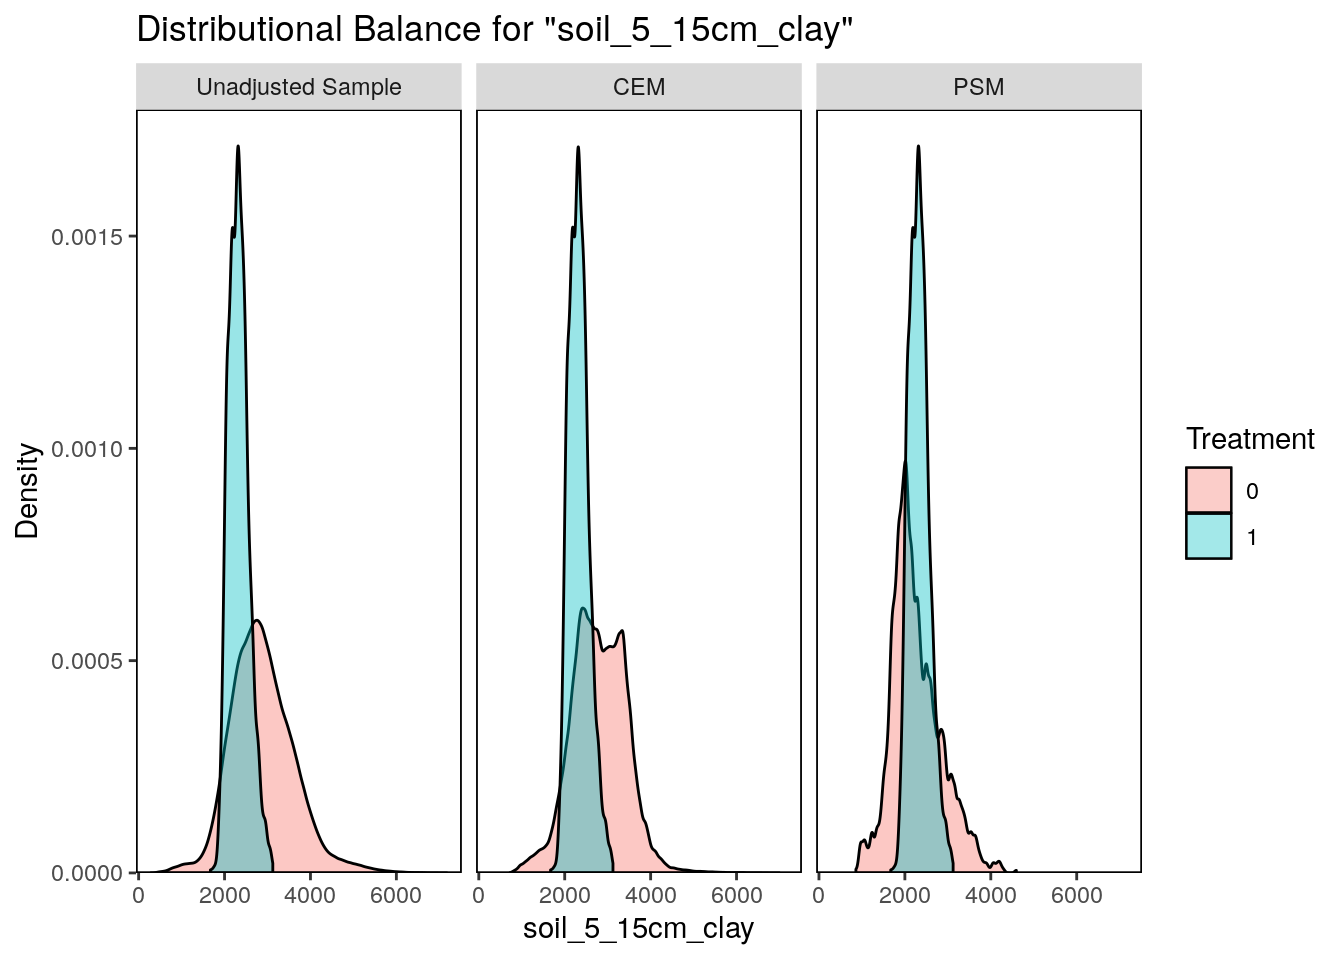 Distributional Balance for "soil_5_15cm_clay"
Unadjusted Sample
CEM
PSM
Density
0.0015
0.0010
0.0005
0.0000
0 2000 4000 6000
0 2000 4000 6000
0 2000 4000 6000
soil_5_15cm_clay
Treatment
0
1